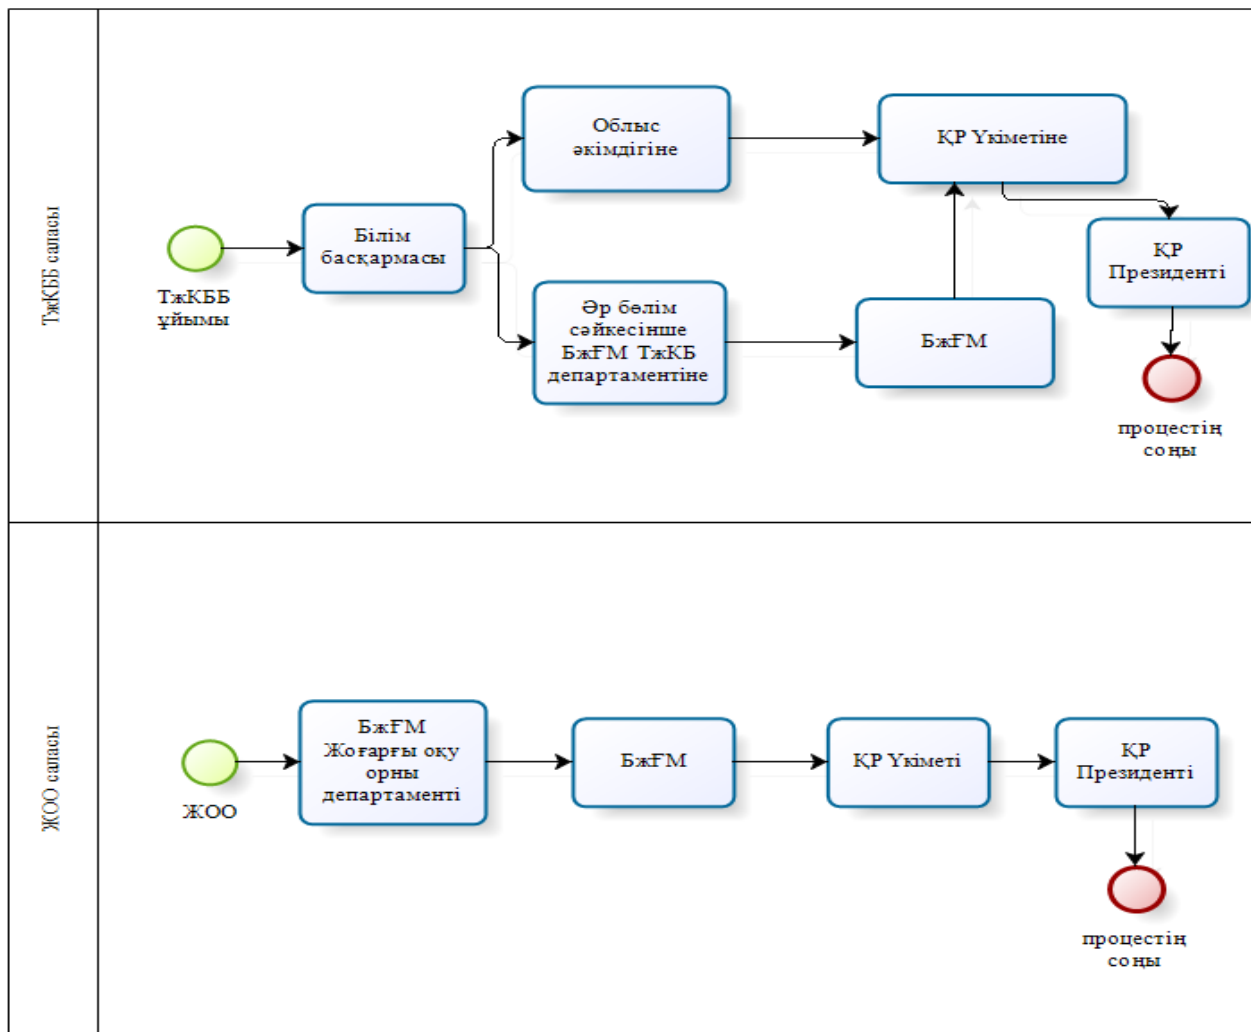 ТжКББ саласы
ТжКББ
ұйымы
Білім
басқармасы
Облыс
әкімдігіне
Әр бөлім
сәйкесінше
БжҒМ ТжКБ
департаментіне
ҚР Үкіметіне
БжҒМ
ҚР
Президенті
процестің
соңы
ЖОО саласы
ЖОО
БжҒМ
Жоғарғы оқу
орны
департаменті
БжҒМ
ҚР Үкіметі
ҚР
Президенті
процестің
соңы